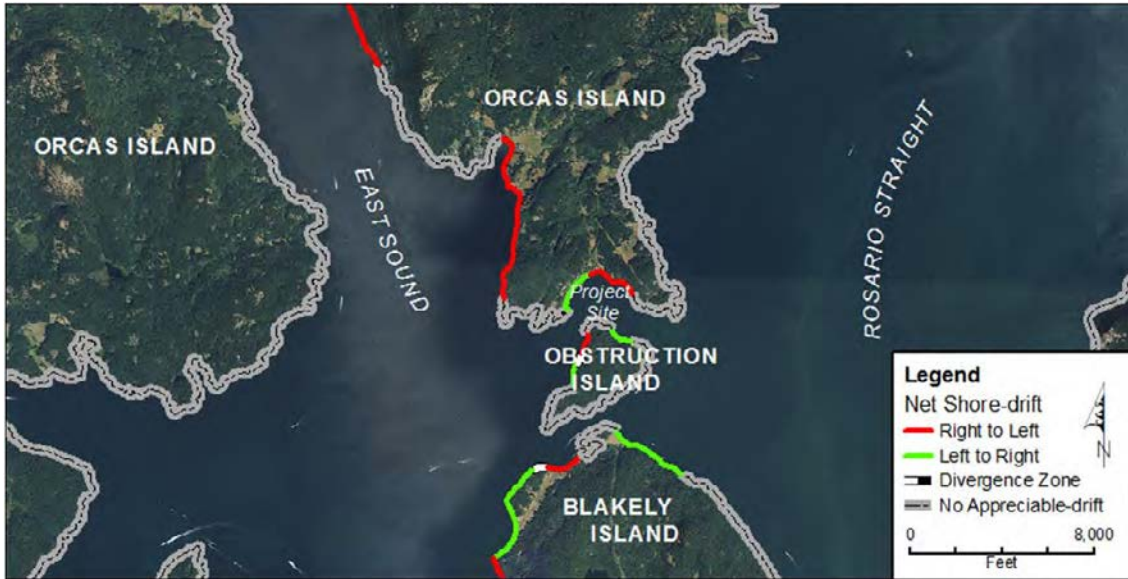 ORCAS ISLAND
ORCAS ISLAND
EAST SOUND
ROSARIO STRAIGHT
Project
Site
OBSTRUCTION
ISLAND
BLAKELY
ISLAND
Legend
Net Shore-drift
Right to Left
Left to Right
Divergence Zone
No Appreciable-drift
N
0 8,000
Feet